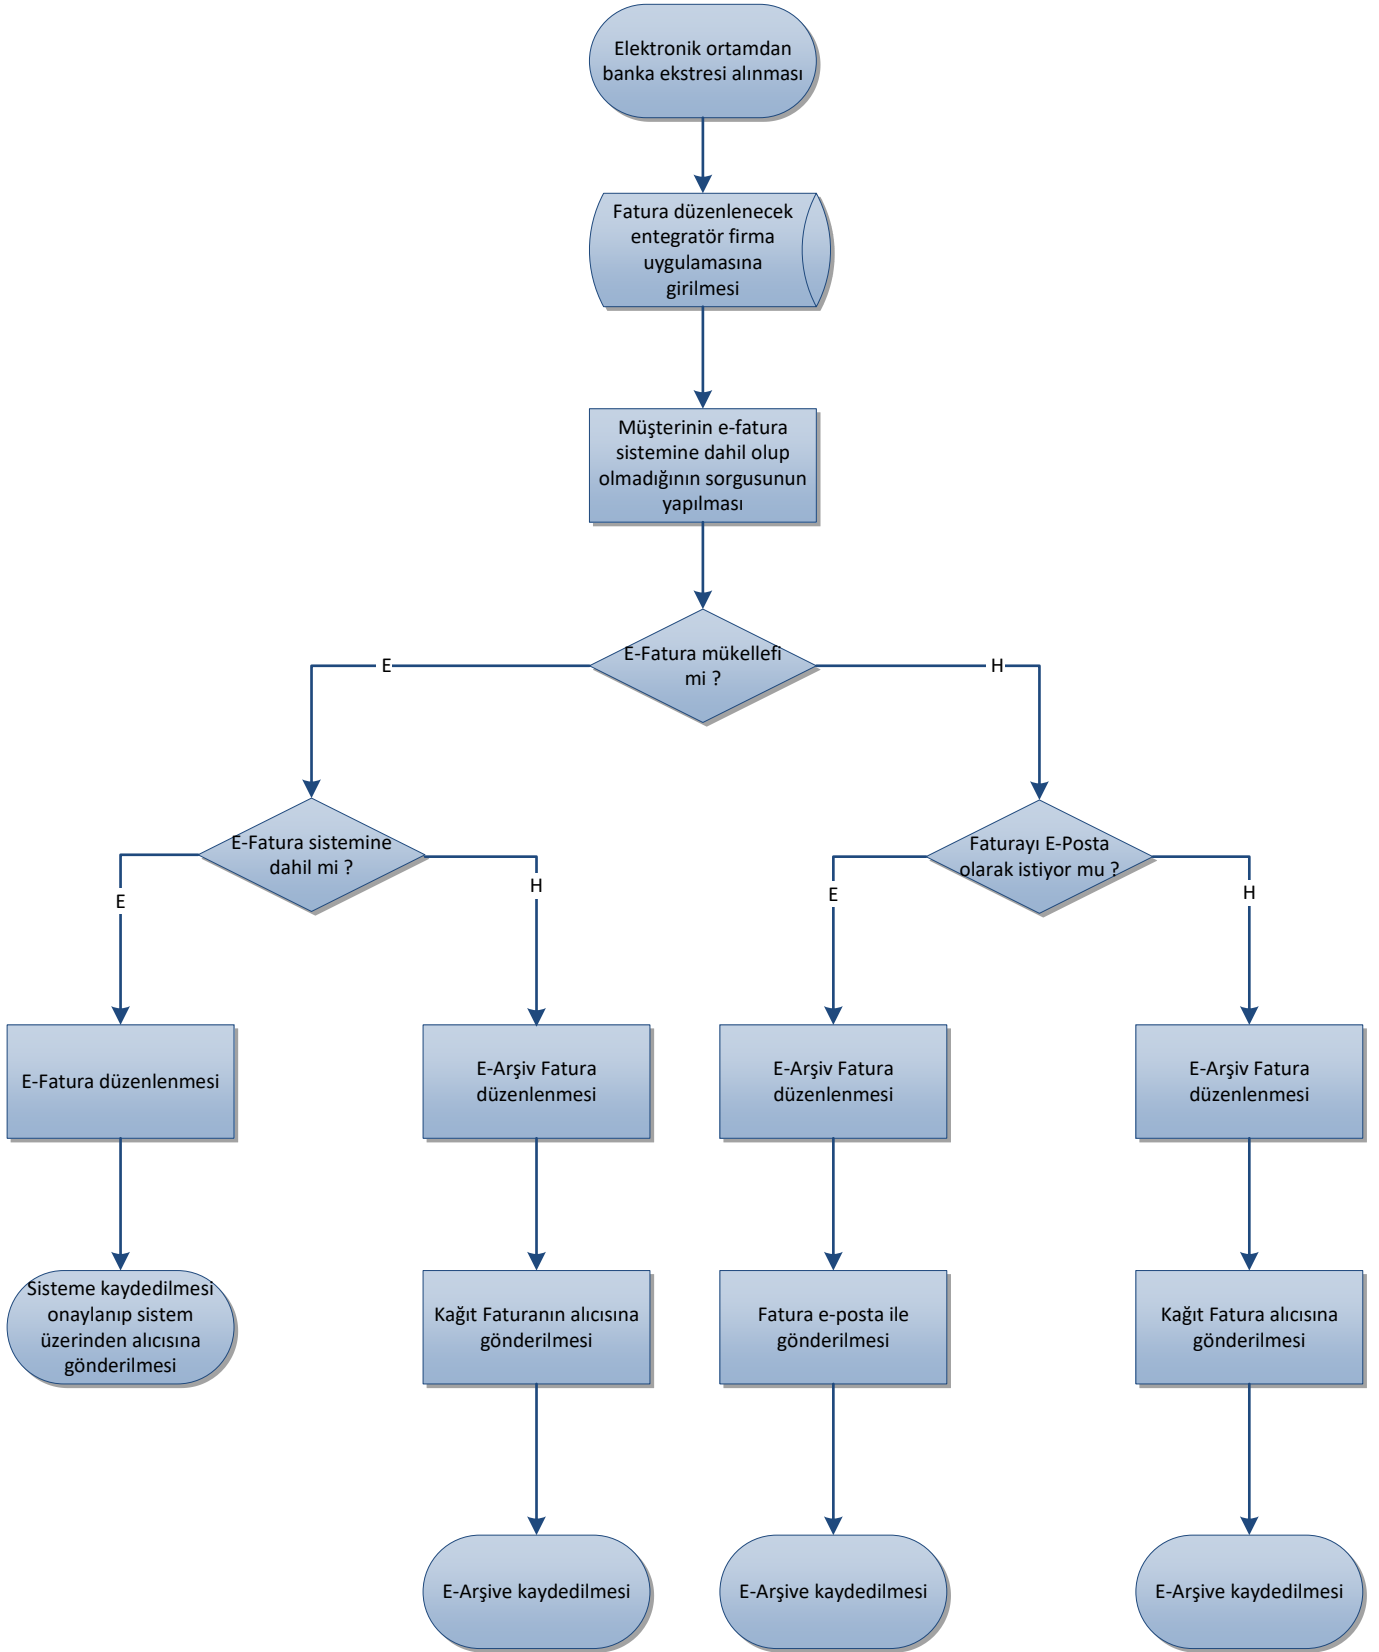 Elektronik ortamdan
banka ekstresi alınması
Fatura düzenlenecek
entegratör firma
uygulamasına
girilmesi
Müşterinin e-fatura
sistemine dahil olup
olmadığının sorgusunun
yapılması
E-Fatura mükellefi
mi ?
E
H
E-Fatura sistemine
dahil mi ?
E
H
Faturayı E-Posta
olarak istiyor mu ?
E
H
E-Fatura düzenlenmesi
E-Arşiv Fatura
düzenlenmesi
E-Arşiv Fatura
düzenlenmesi
E-Arşiv Fatura
düzenlenmesi
Sisteme kaydedilmesi
onaylanıp sistem
üzerinden alıcısına
gönderilmesi
Kağıt Faturanın alıcısına
gönderilmesi
Fatura e-posta ile
gönderilmesi
Kağıt Fatura alıcısına
gönderilmesi
E-Arşive kaydedilmesi
E-Arşive kaydedilmesi
E-Arşive kaydedilmesi